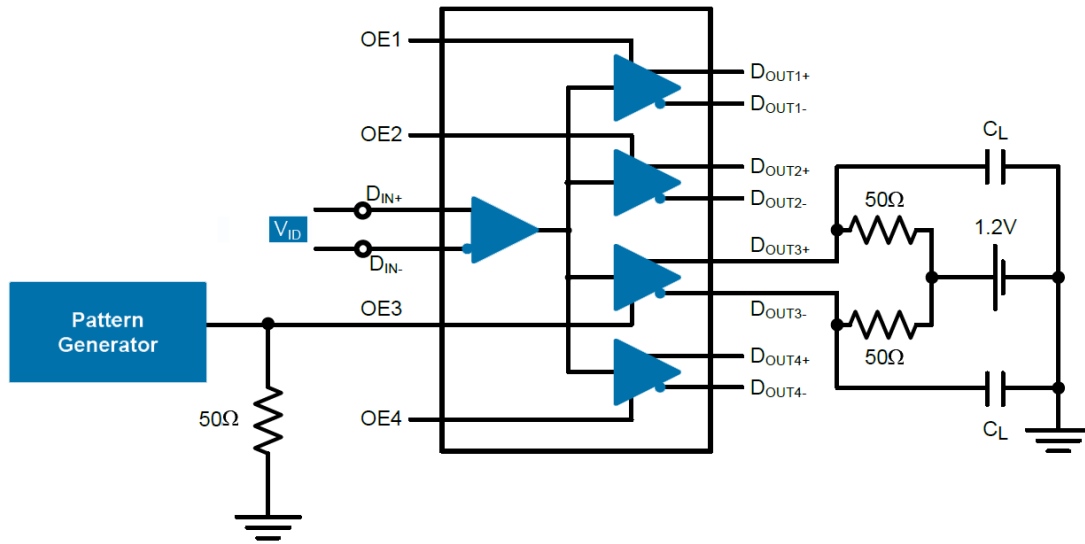 OE1
DOUT1+
DOUT1-
OE2
DOUT2+
DOUT2-
CL
DIN+
VID
DIN-
50Ω
1.2V
DOUT3+
OE3
DOUT3-
Pattern
Generator
50Ω
DOUT4+
DOUT4-
50Ω
OE4
CL